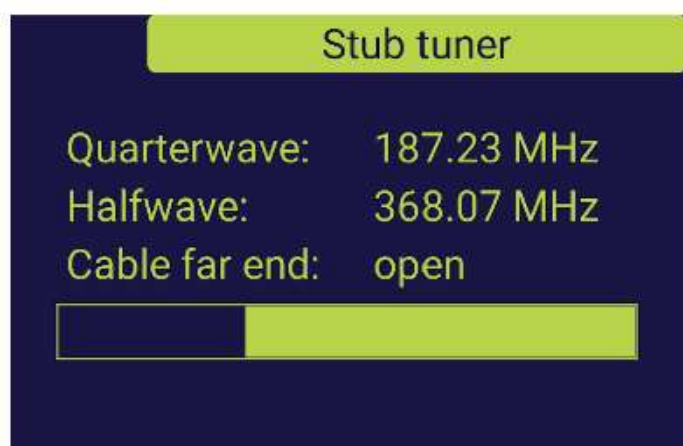 Stub tuner
Quarterwave: 187.23 MHz
Halfwave: 368.07 MHz
Cable far end: open